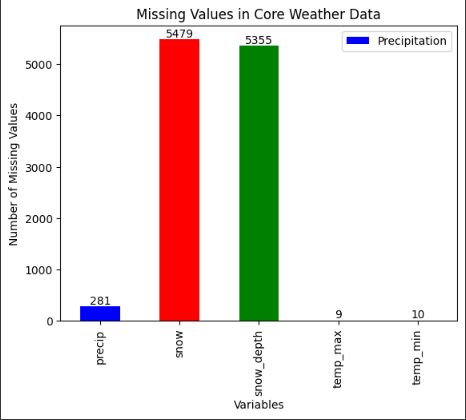 Missing Values in Core Weather Data
Precipitation
Number of Missing Values
5000
4000
3000
2000
1000
0
281
5479
5355
9
10
precip
snow
snow_depth
temp_max
temp_min
Variables